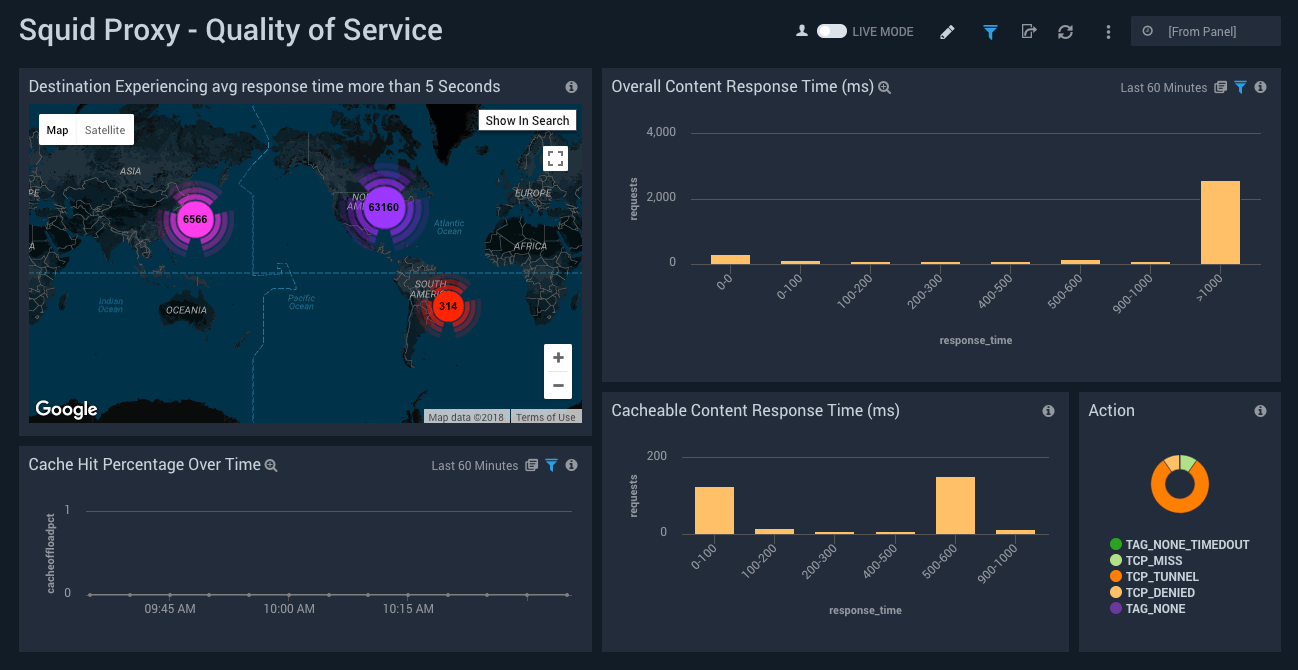 Squid Proxy - Quality of Service
LIVE MODE
[From Panel]
Destination Experiencing avg response time more than 5 Seconds
Map
Satellite
Show In Search
ASIA
EUROPE
AFRICA
Atlantic
Ocean
6566
63160
314
SOUTH
Indian
Ocean
OCEANIA
Pacific
Ocean
+
−
Google
Map data ©2018
Terms of Use
Overall Content Response Time (ms)
Last 60 Minutes
requests
4,000
2,000
0
0-0
0-100
100-200
200-300
400-500
500-600
900-1000
>1000
response_time
Cache Hit Percentage Over Time
Last 60 Minutes
cacheoffloadpct
1
0
09:45 AM
10:00 AM
10:15 AM
Cacheable Content Response Time (ms)
requests
200
0
0-100
100-200
200-300
400-500
500-600
900-1000
response_time
Action
TAG_NONE_TIMEOUT
TCP_MISS
TCP_TUNNEL
TCP_DENIED
TAG_NONE